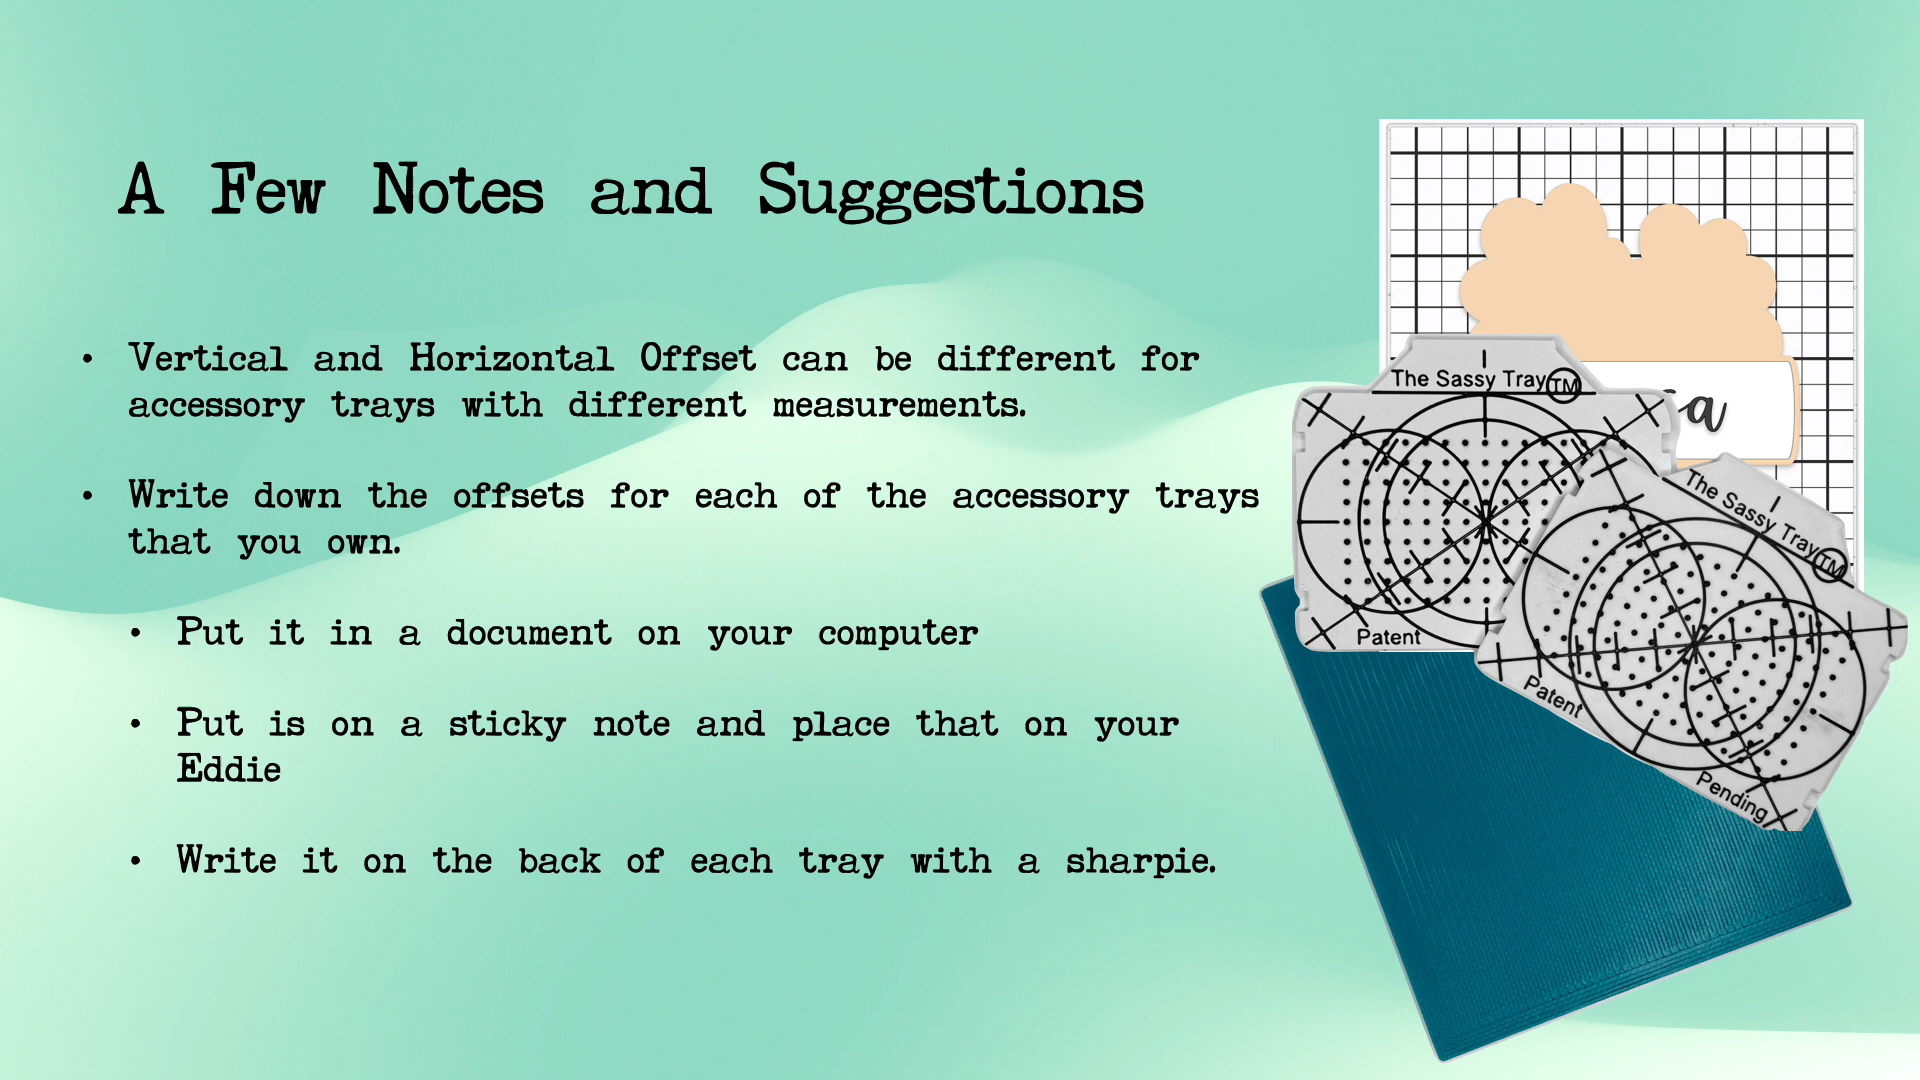 A Few Notes and Suggestions
• Vertical and Horizontal Offset can be different for
accessory trays with different measurements.
• Write down the offsets for each of the accessory trays
that you own.
• Put it in a document on your computer
• Put is on a sticky note and place that on your
Eddie
• Write it on the back of each tray with a sharpie.
The Sassy Tray TM
Patent
The Sassy Tray TM
Patent
Pending